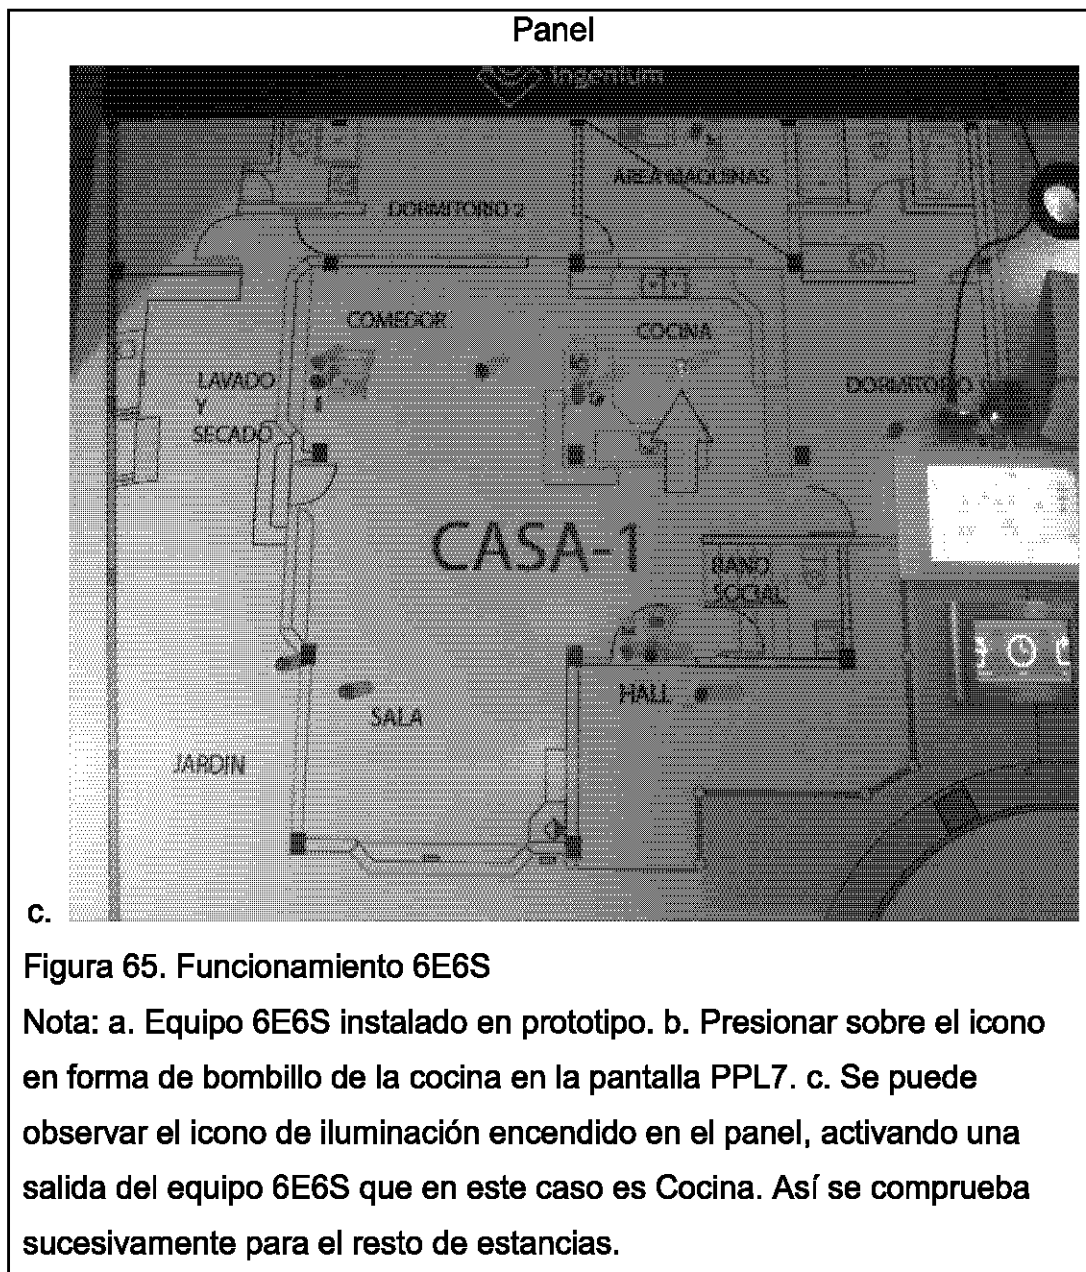 Panel
Ingenium
AREA MAQUINAS
DORMITORIO 2
COMEDOR
COCINA
LAVADO
Y
SECADO
DORMITORIO
CASA-1
BANO
SOCIAL
HALL
SALA
JARDIN
c.
Figura 65. Funcionamiento 6E6S
Nota: a. Equipo 6E6S instalado en prototipo. b. Presionar sobre el icono
en forma de bombillo de la cocina en la pantalla PPL7. c. Se puede
observar el icono de iluminación encendido en el panel, activando una
salida del equipo 6E6S que en este caso es Cocina. Así se comprueba
sucesivamente para el resto de estancias.